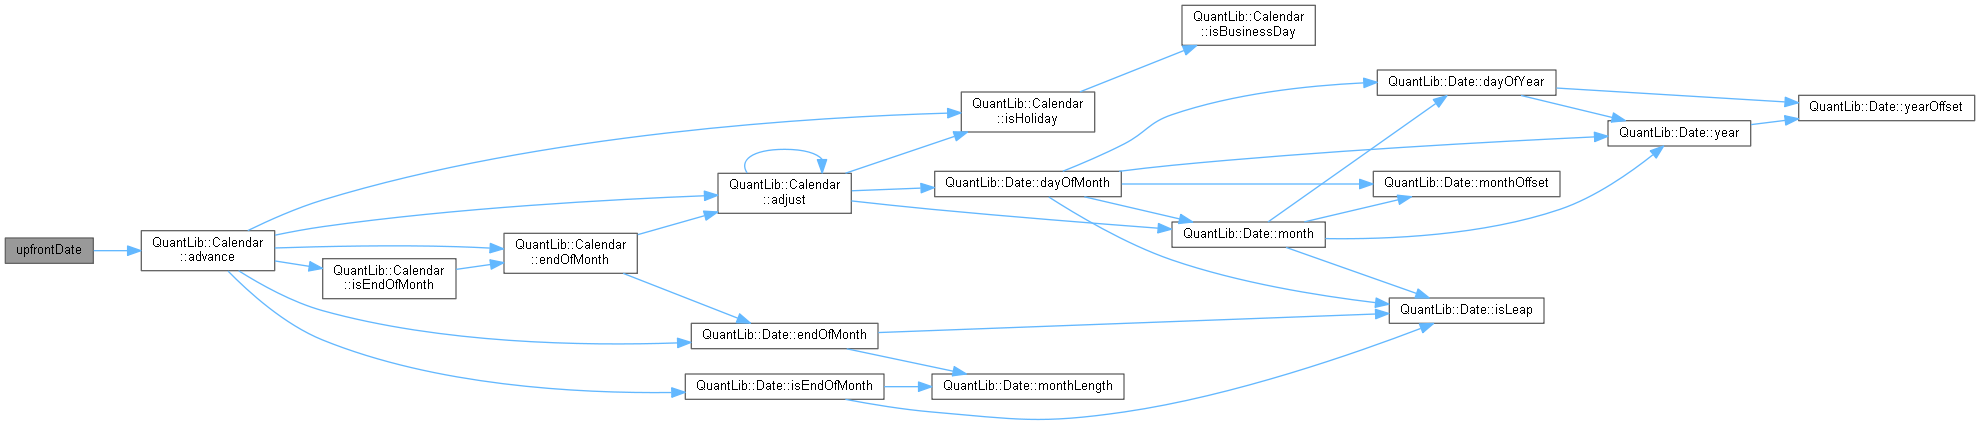 upfrontDate
QuantLib::Calendar
::advance
QuantLib::Calendar
::isEndOfMonth
QuantLib::Calendar
::endOfMonth
QuantLib::Calendar
::adjust
QuantLib::Date::endOfMonth
QuantLib::Date::isEndOfMonth
QuantLib::Calendar
::isHoliday
QuantLib::Date::dayOfMonth
QuantLib::Date::monthLength
QuantLib::Calendar
::isBusinessDay
QuantLib::Date::month
QuantLib::Date::dayOfYear
QuantLib::Date::monthOffset
QuantLib::Date::isLeap
QuantLib::Date::year
QuantLib::Date::yearOffset